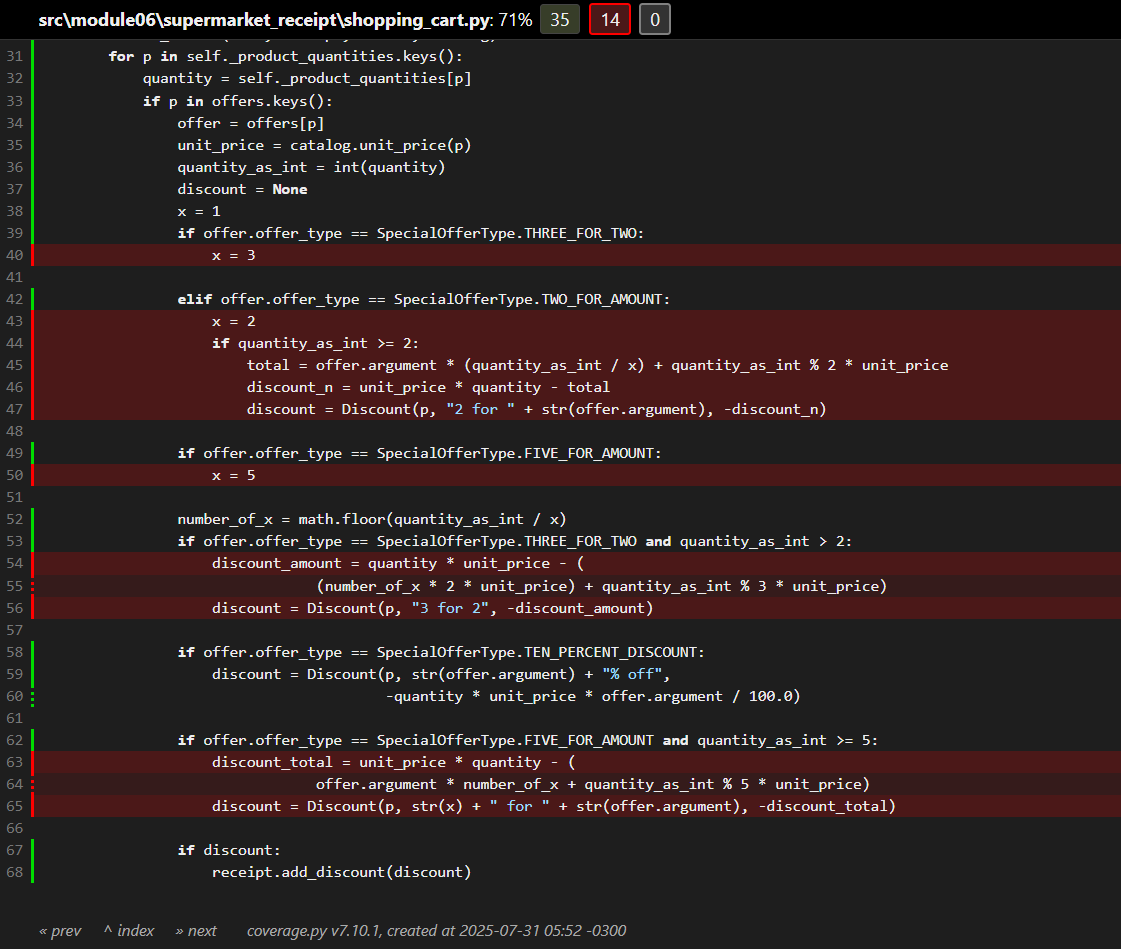 src\module06\supermarket_receipt\shopping_cart.py: 71% 35 14 0
31 for p in self._product_quantities.keys():
32 quantity = self._product_quantities[p]
33 if p in offers.keys():
34 offer = offers[p]
35 unit_price = catalog.unit_price(p)
36 quantity_as_int = int(quantity)
37 discount = None
38 x = 1
39 if offer.offer_type == SpecialOfferType.THREE_FOR_TWO:
40 x = 3
41
42 elif offer.offer_type == SpecialOfferType.TWO_FOR_AMOUNT:
43 x = 2
44 if quantity_as_int >= 2:
45 total = offer.argument * (quantity_as_int / x) + quantity_as_int % 2 * unit_price
46 discount_n = unit_price * quantity - total
47 discount = Discount(p, "2 for " + str(offer.argument), -discount_n)
48
49 if offer.offer_type == SpecialOfferType.FIVE_FOR_AMOUNT:
50 x = 5
51
52 number_of_x = math.floor(quantity_as_int / x)
53 if offer.offer_type == SpecialOfferType.THREE_FOR_TWO and quantity_as_int > 2:
54 discount_amount = quantity * unit_price - (
55 (number_of_x * 2 * unit_price) + quantity_as_int % 3 * unit_price)
56 discount = Discount(p, "3 for 2", -discount_amount)
57
58 if offer.offer_type == SpecialOfferType.TEN_PERCENT_DISCOUNT:
59 discount = Discount(p, str(offer.argument) + "% off",
60 -quantity * unit_price * offer.argument / 100.0)
61
62 if offer.offer_type == SpecialOfferType.FIVE_FOR_AMOUNT and quantity_as_int >= 5:
63 discount_total = unit_price * quantity - (
64 offer.argument * number_of_x + quantity_as_int % 5 * unit_price)
65 discount = Discount(p, str(x) + " for " + str(offer.argument), -discount_total)
66
67 if discount:
68 receipt.add_discount(discount)
« prev ^ index » next coverage.py v7.10.1, created at 2025-07-31 05:52 -0300